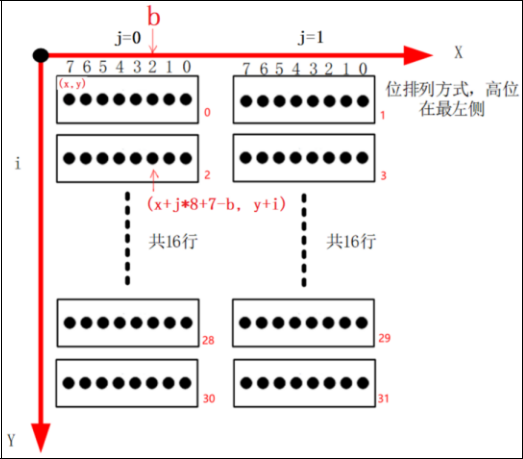 b
j=0
j=1
X
7 6 5 4 3 2 1 0
7 6 5 4 3 2 1 0
(x,y)
位排列方式，高位
在最左侧
0
1
i
2
3
(x+j*8+7-b, y+i)
共16行
共16行
28
29
30
31
Y